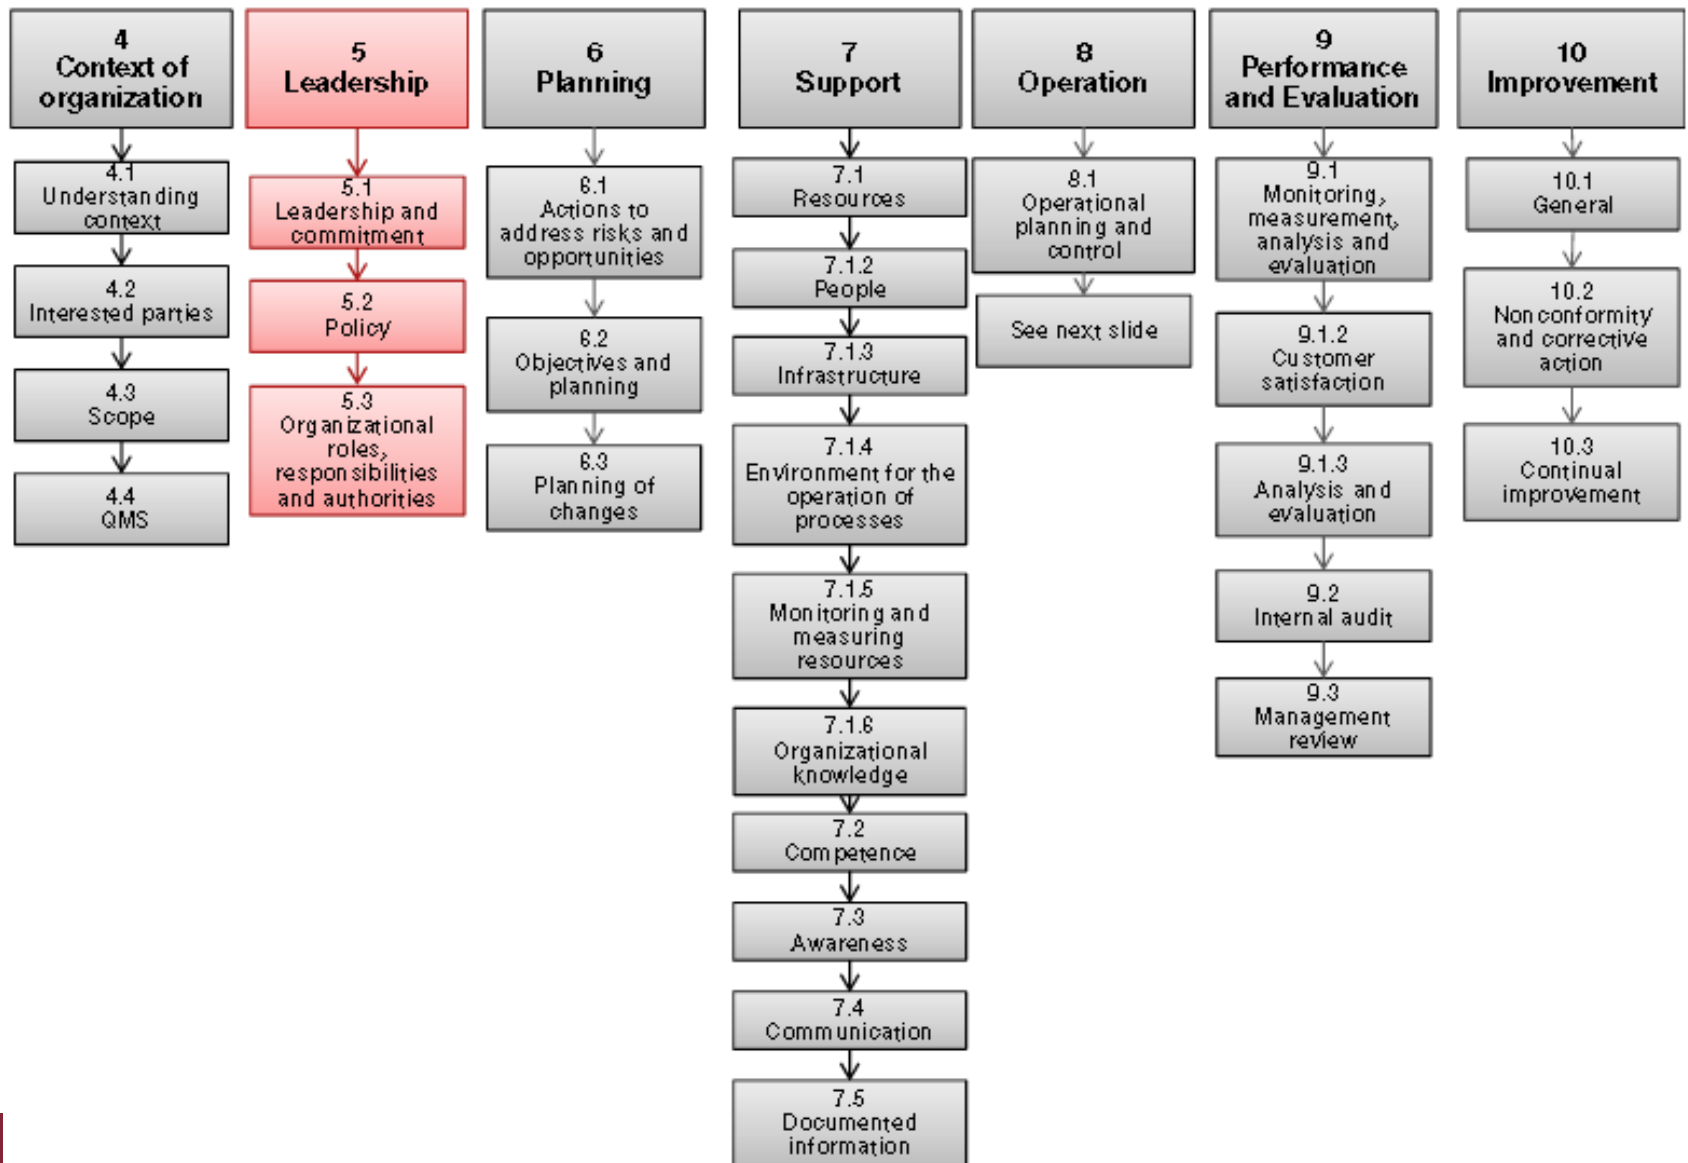 4
Context of
organization
4.1
Understanding
context
4.2
Interested parties
4.3
Scope
4.4
QMS
5
Leadership
5.1
Leadership and
commitment
5.2
Policy
5.3
Organizational
roles,
responsibilities
and authorities
6
Planning
6.1
Actions to
address risks and
opportunities
6.2
Objectives and
planning
6.3
Planning of
changes
7
Support
7.1
Resources
7.1.2
People
7.1.3
Infrastructure
7.1.4
Environment for the
operation of
processes
7.1.5
Monitoring and
measuring
resources
7.1.6
Organizational
knowledge
7.2
Competence
7.3
Awareness
7.4
Communication
7.5
Documented
information
8
Operation
8.1
Operational
planning and
control
See next slide
9
Performance
and Evaluation
9.1
Monitoring,
measurement,
analysis and
evaluation
9.1.2
Customer
satisfaction
9.1.3
Analysis and
evaluation
9.2
Internal audit
9.3
Management
review
10
Improvement
10.1
General
10.2
Nonconformity
and corrective
action
10.3
Continual
improvement